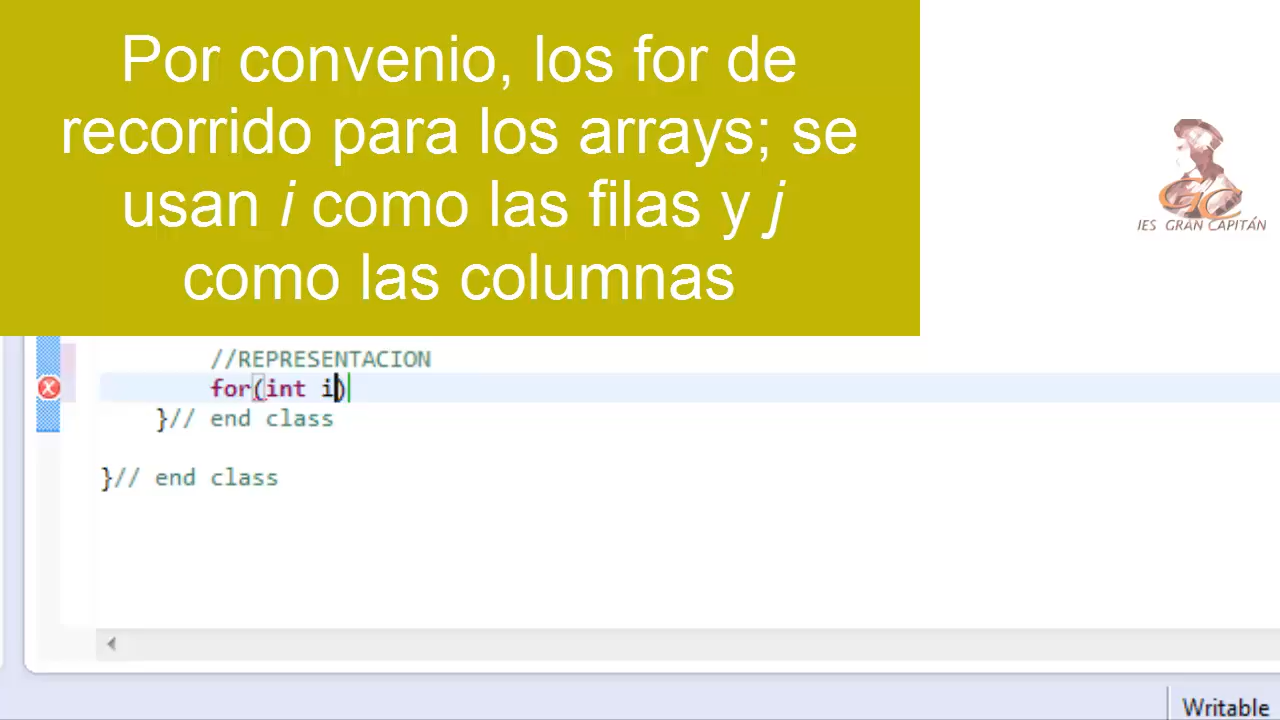 Por convenio, los for de
recorrido para los arrays; se
usan i como las filas y j
como las columnas
GC
IES GRAN CAPITÁN
//REPRESENTACION
for(int i)
}// end class
}// end class
Writable